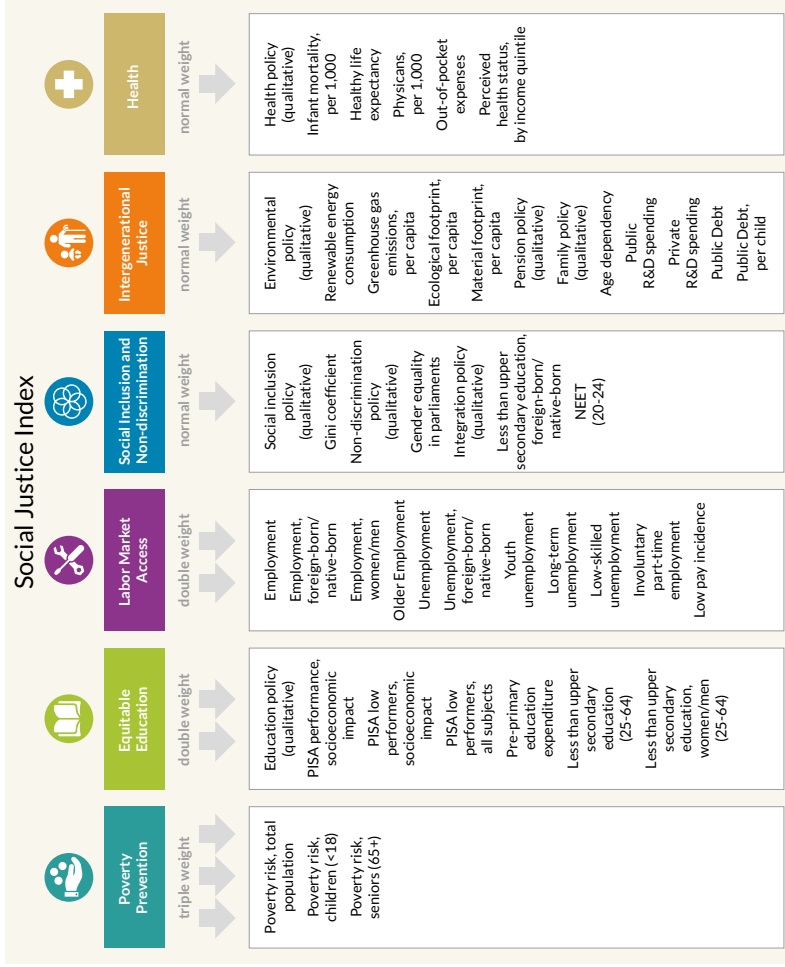 Social Justice Index
Poverty
Prevention
triple weight
Poverty risk, total
population
Poverty risk,
children (<18)
Poverty risk,
seniors (65+)
Equitable
Education
double weight
Education policy
(qualitative)
PISA performance,
socioeconomic
impact
PISA low
performers,
socioeconomic
impact
PISA low
performers,
all subjects
Pre-primary
education
expenditure
Less than upper
secondary
education
(25-64)
Less than upper
secondary
education,
women/men
(25-64)
Labor Market
Access
double weight
Employment
Employment,
foreign-born/
native-born
Employment,
women/men
Older Employment
Unemployment
Unemployment,
foreign-born/
native-born
Youth
unemployment
Long-term
unemployment
Low-skilled
unemployment
Involuntary
part-time
employment
Low pay incidence
Social Inclusion and
Non-discrimination
normal weight
Social inclusion
policy
(qualitative)
Gini coefficient
Non-discrimination
policy
(qualitative)
Gender equality
in parliaments
Integration policy
(qualitative)
Less than upper
secondary education,
foreign-born/
native-born
NEET
(20-24)
Intergenerational
Justice
normal weight
Environmental
policy
(qualitative)
Renewable energy
consumption
Greenhouse gas
emissions,
per capita
Ecological footprint,
per capita
Material footprint,
per capita
Pension policy
(qualitative)
Family policy
(qualitative)
Age dependency
Public
R&D spending
Private
R&D spending
Public Debt
Public Debt,
per child
Health
normal weight
Health policy
(qualitative)
Infant mortality,
per 1,000
Healthy life
expectancy
Physicans,
per 1,000
Out-of-pocket
expenses
Perceived
health status,
by income quintile